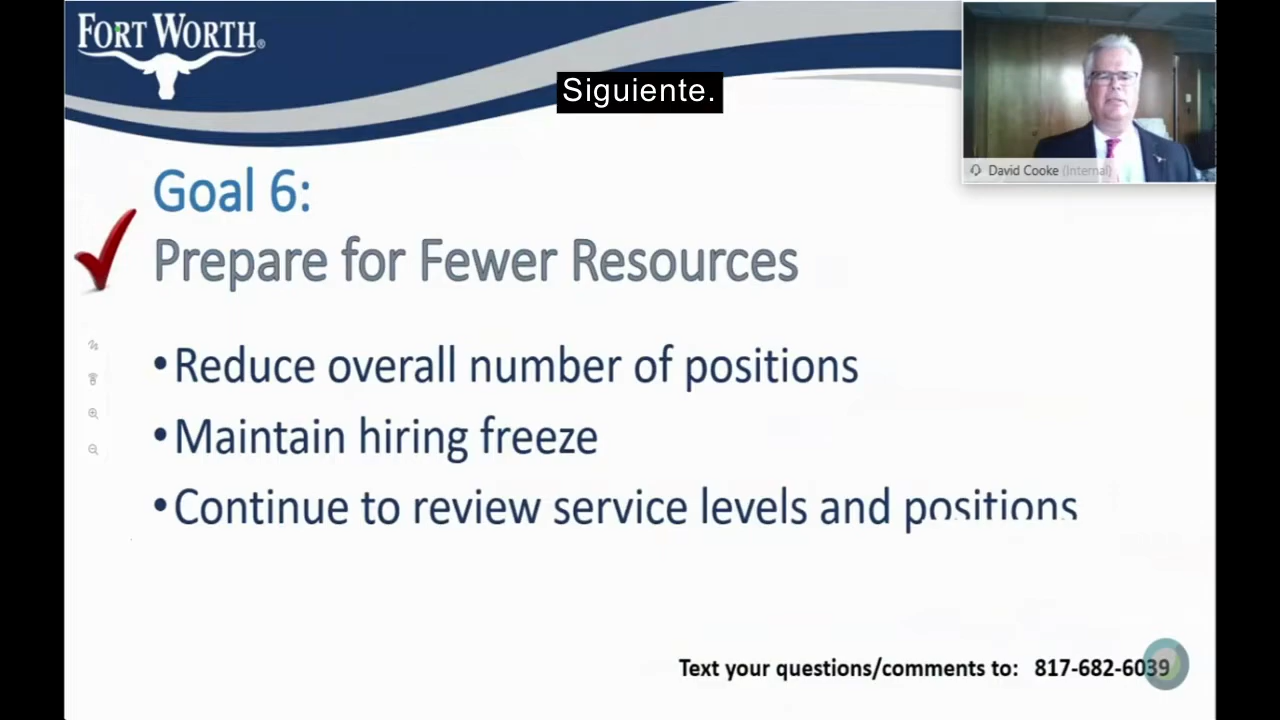 FORT WORTH®
Siguiente.
David Cooke (Internal)
Goal 6:
Prepare for Fewer Resources
•Reduce overall number of positions
•Maintain hiring freeze
•Continue to review service levels and positions
Text your questions/comments to: 817-682-6039